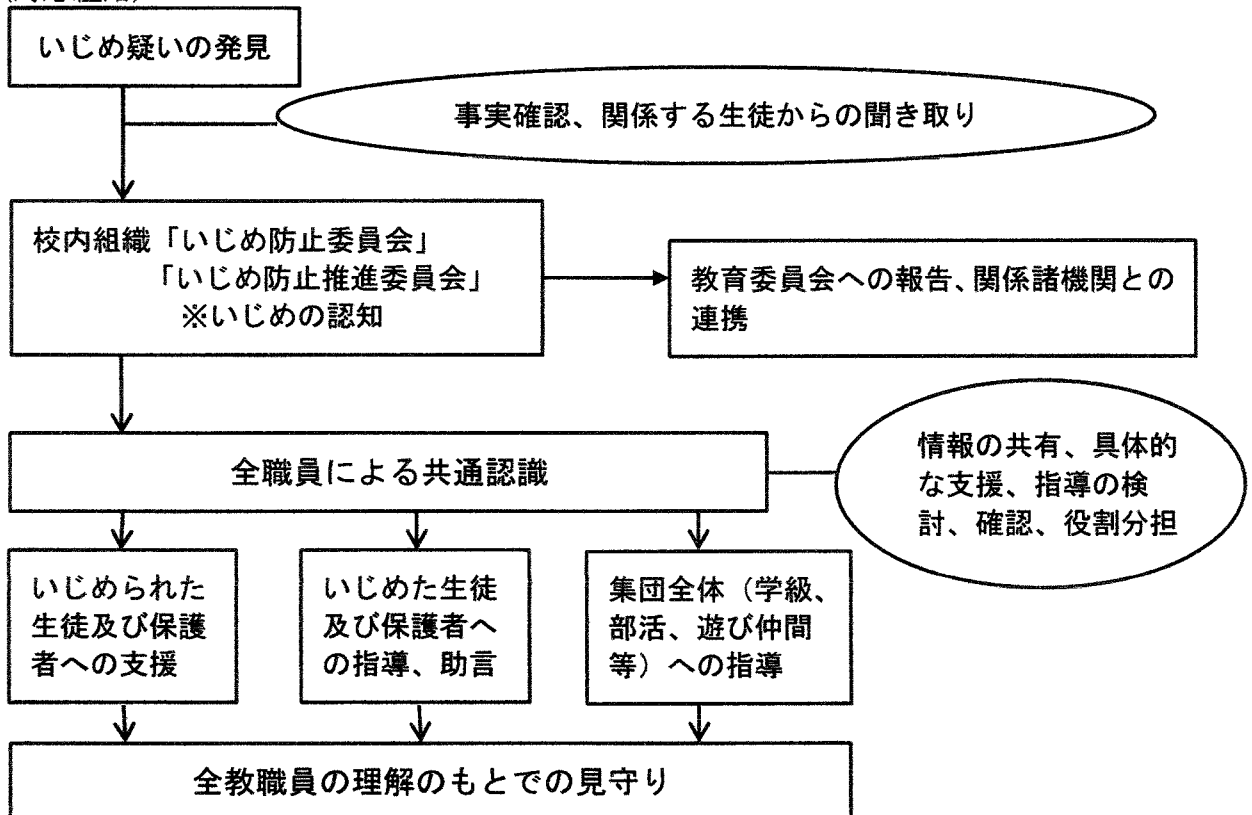 いじめ疑いの発見
事実確認、関係する生徒からの聞き取り
校内組織「いじめ防止委員会」
「いじめ防止推進委員会」
※いじめの認知
教育委員会への報告、関係諸機関との
連携
全職員による共通認識
情報の共有、具体的
な支援、指導の検
討、確認、役割分担
いじめられた
生徒及び保護
者への支援
いじめた生徒
及び保護者へ
の指導、助言
集団全体（学級、
部活、遊び仲間
等）への指導
全教職員の理解のもとでの見守り